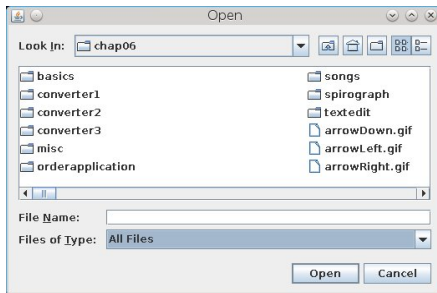 Open
Look In: chap06
basics songs
converter1 spirograph
converter2 textedit
converter3 arrowDown.gif
misc arrowLeft.gif
orderapplication arrowRight.gif
File Name:
Files of Type: All Files
Open Cancel